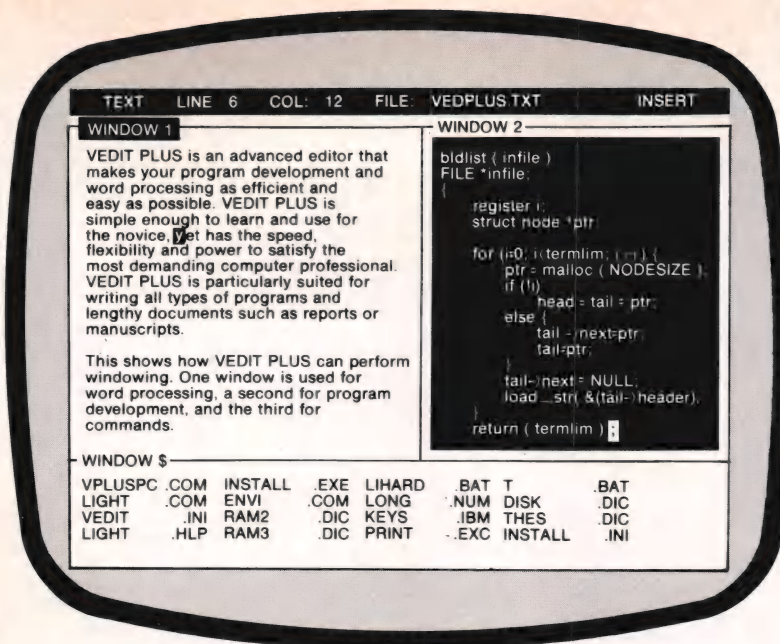 TEXT LINE 6 COL: 12 FILE: VEDPLUS.TXT INSERT
WINDOW 1
VEDIT PLUS is an advanced editor that
makes your program development and
word processing as efficient and
easy as possible. VEDIT PLUS is
simple enough to learn and use for
the novice, yet has the speed,
flexibility and power to satisfy the
most demanding computer professional.
VEDIT PLUS is particularly suited for
writing all types of programs and
lengthy documents such as reports or
manuscripts.
This shows how VEDIT PLUS can perform
windowing. One window is used for
word processing, a second for program
development, and the third for
commands.
WINDOW 2
bldlist ( infile )
FILE *infile;
{
register i;
struct node *ptr
for (i=0; i<termlim; {
ptr = malloc ( NODESIZE );
if (!i)
head = tail = ptr;
else {
tail next=ptr;
tail=ptr;
}
tail->next = NULL;
load_str( &(tail->header);
}
return ( termlim ) ;
WINDOW $
VPLUSPC .COM INSTALL .EXE LIHARD .BAT T .BAT
LIGHT .COM ENVI .COM LONG .NUM DISK .DIC
VEDIT .INI RAM2 .DIC KEYS .IBM THES .DIC
LIGHT .HLP RAM3 .DIC PRINT .EXC INSTALL .INI